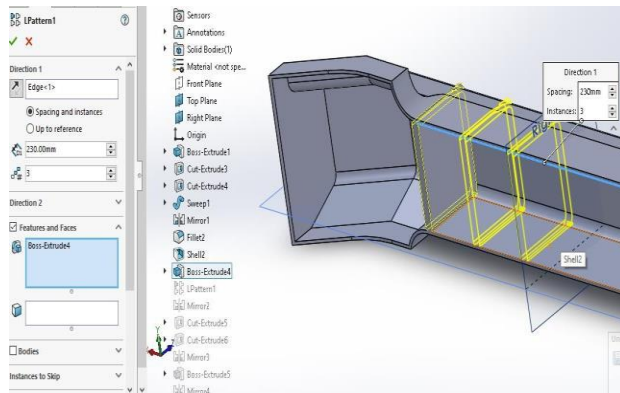 LPattern1
Direction 1
Edge<1>
Spacing and instances
Up to reference
230.00mm
3
Direction 2
Features and Faces
Boss-Extrude4
Bodies
Instances to Skip
Sensors
Annotations
Solid Bodies(1)
Material <not spe...
Front Plane
Top Plane
Right Plane
Origin
Boss-Extrude1
Cut-Extrude3
Cut-Extrude4
Sweep1
Mirror1
Fillet2
Shell2
Boss-Extrude4
LPattern1
Mirror2
Cut-Extrude5
Cut-Extrude6
Mirror3
Boss-Extrude5
Mirror4
Y
Z
Direction 1
Spacing: 230mm
Instances: 3
Shell2